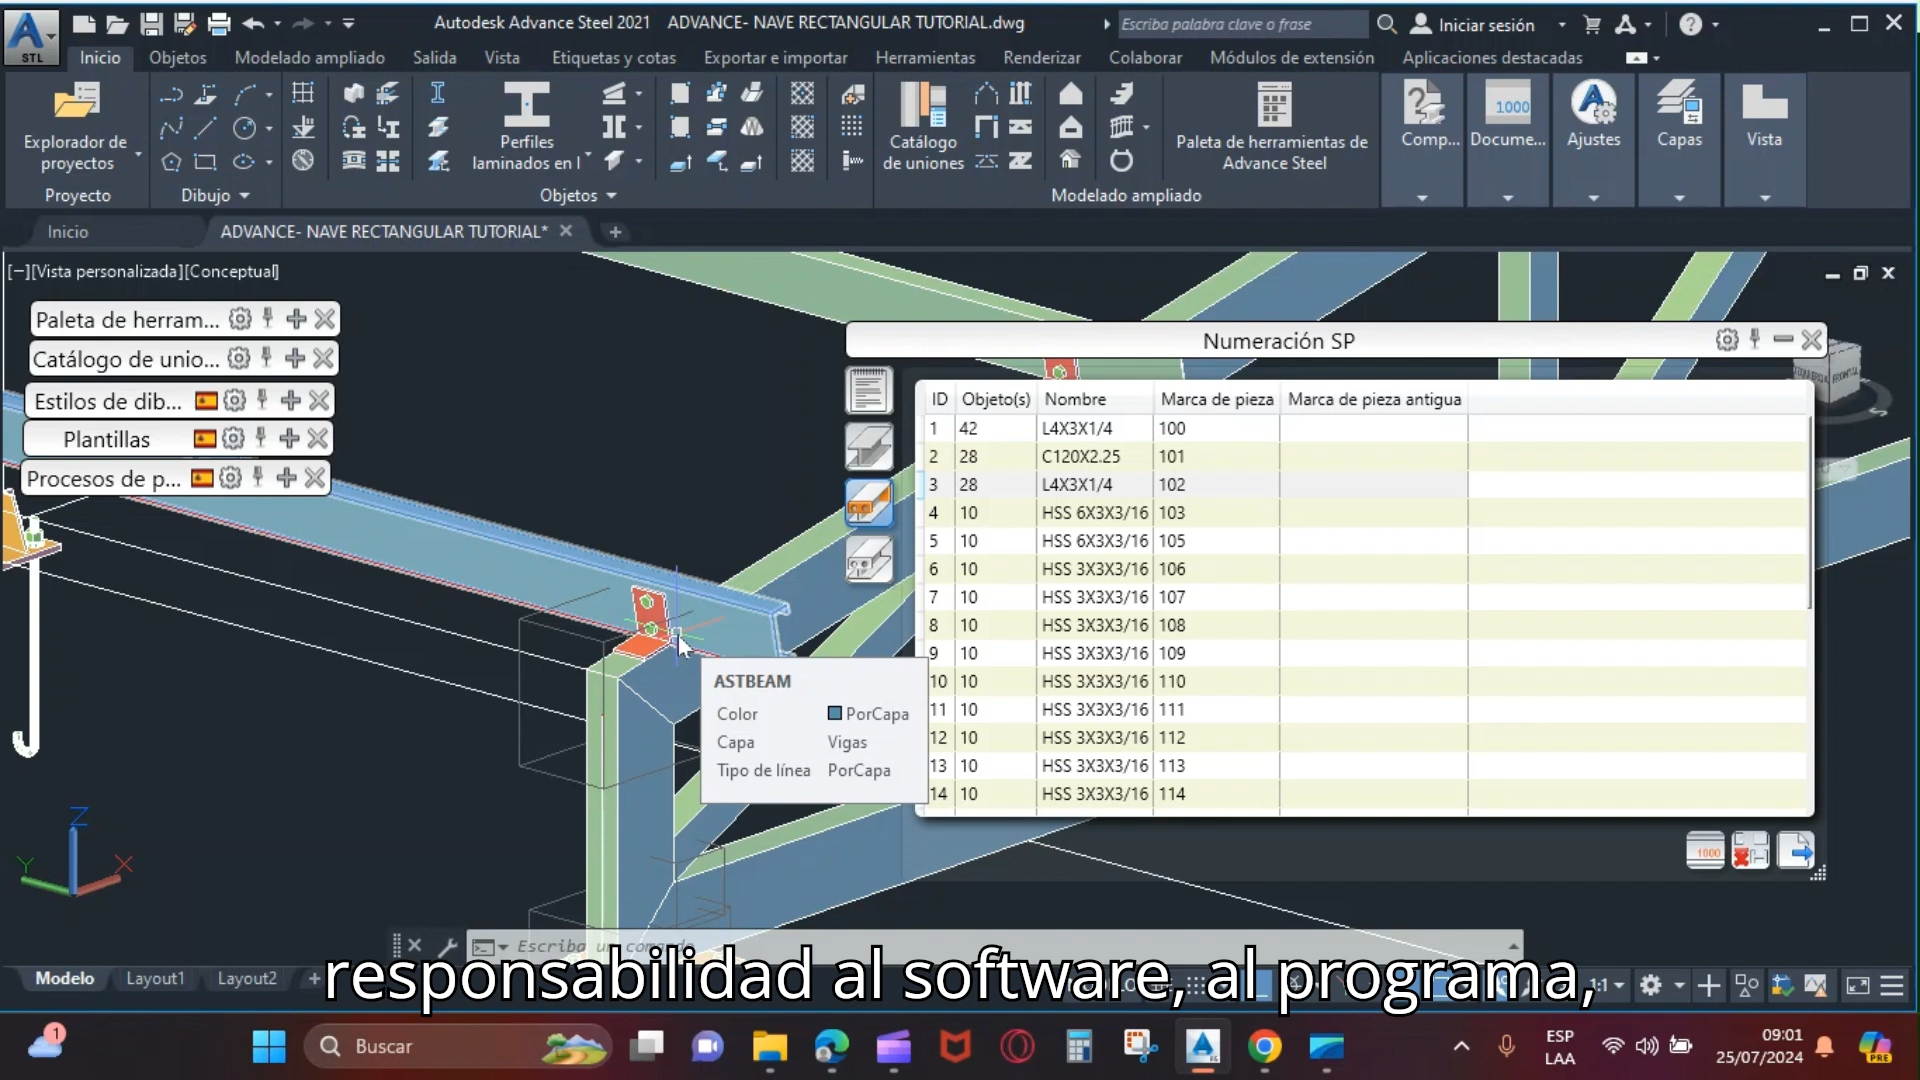 Autodesk Advance Steel 2021 ADVANCE- NAVE RECTANGULAR TUTORIAL.dwg
Escriba palabra clave o frase
Iniciar sesión
STL
Inicio Objetos Modelado ampliado Salida Vista Etiquetas y cotas Exportar e importar Herramientas Renderizar Colaborar Módulos de extensión Aplicaciones destacadas
Explorador de
proyectos
Perfiles
laminados en I
Catálogo
de uniones
Paleta de herramientas de
Advance Steel
Comp...
1000
Docume...
Ajustes
Capas
Vista
Proyecto Dibujo Objetos Modelado ampliado
Inicio ADVANCE- NAVE RECTANGULAR TUTORIAL*
[−][Vista personalizada][Conceptual]
Paleta de herram...
Catálogo de unio...
Estilos de dib...
Plantillas
Procesos de p...
Numeración SP
ID Objeto(s) Nombre Marca de pieza Marca de pieza antigua
1 42 L4X3X1/4 100
2 28 C120X2.25 101
3 28 L4X3X1/4 102
4 10 HSS 6X3X3/16 103
5 10 HSS 6X3X3/16 105
6 10 HSS 3X3X3/16 106
7 10 HSS 3X3X3/16 107
8 10 HSS 3X3X3/16 108
9 10 HSS 3X3X3/16 109
10 10 HSS 3X3X3/16 110
11 10 HSS 3X3X3/16 111
12 10 HSS 3X3X3/16 112
13 10 HSS 3X3X3/16 113
14 10 HSS 3X3X3/16 114
1000
ASTBEAM
Color PorCapa
Capa Vigas
Tipo de línea PorCapa
Z
Y
X
Escriba un comando
responsabilidad al software, al programa,
Modelo Layout1 Layout2
1:1
1
Buscar
ESP
LAA
09:01
25/07/2024
PRE